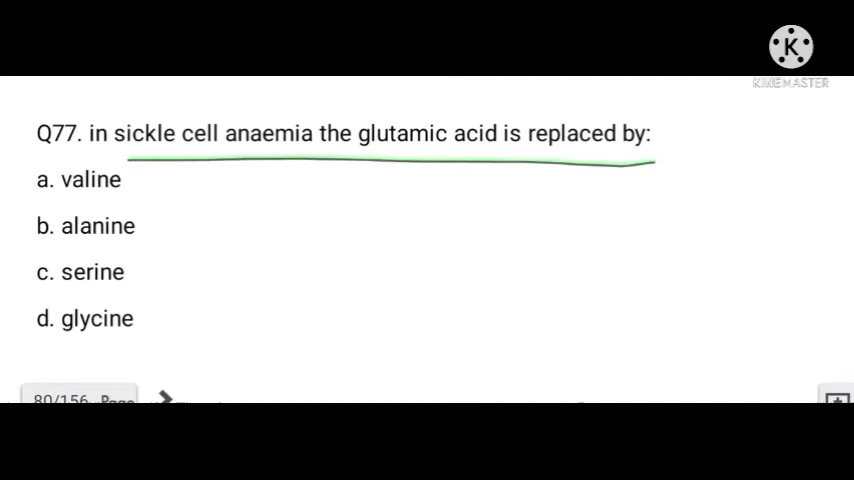 K
KINEMASTER
Q77. in sickle cell anaemia the glutamic acid is replaced by:
a. valine
b. alanine
c. serine
d. glycine
80/156 Page